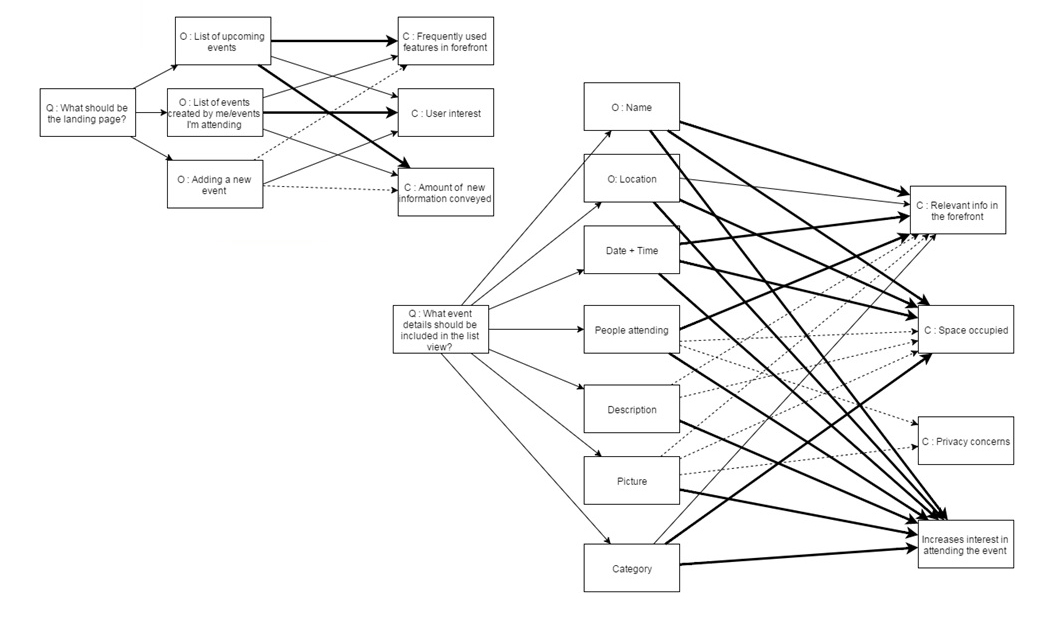 O : List of upcoming
events
C : Frequently used
features in forefront
Q : What should be
the landing page?
O : List of events
created by me/events
I'm attending
C : User interest
O : Adding a new
event
C : Amount of new
information conveyed
Q : What event
details should be
included in the list
view?
O : Name
O: Location
Date + Time
People attending
Description
Picture
Category
C : Relevant info in
the forefront
C : Space occupied
C : Privacy concerns
Increases interest in
attending the event